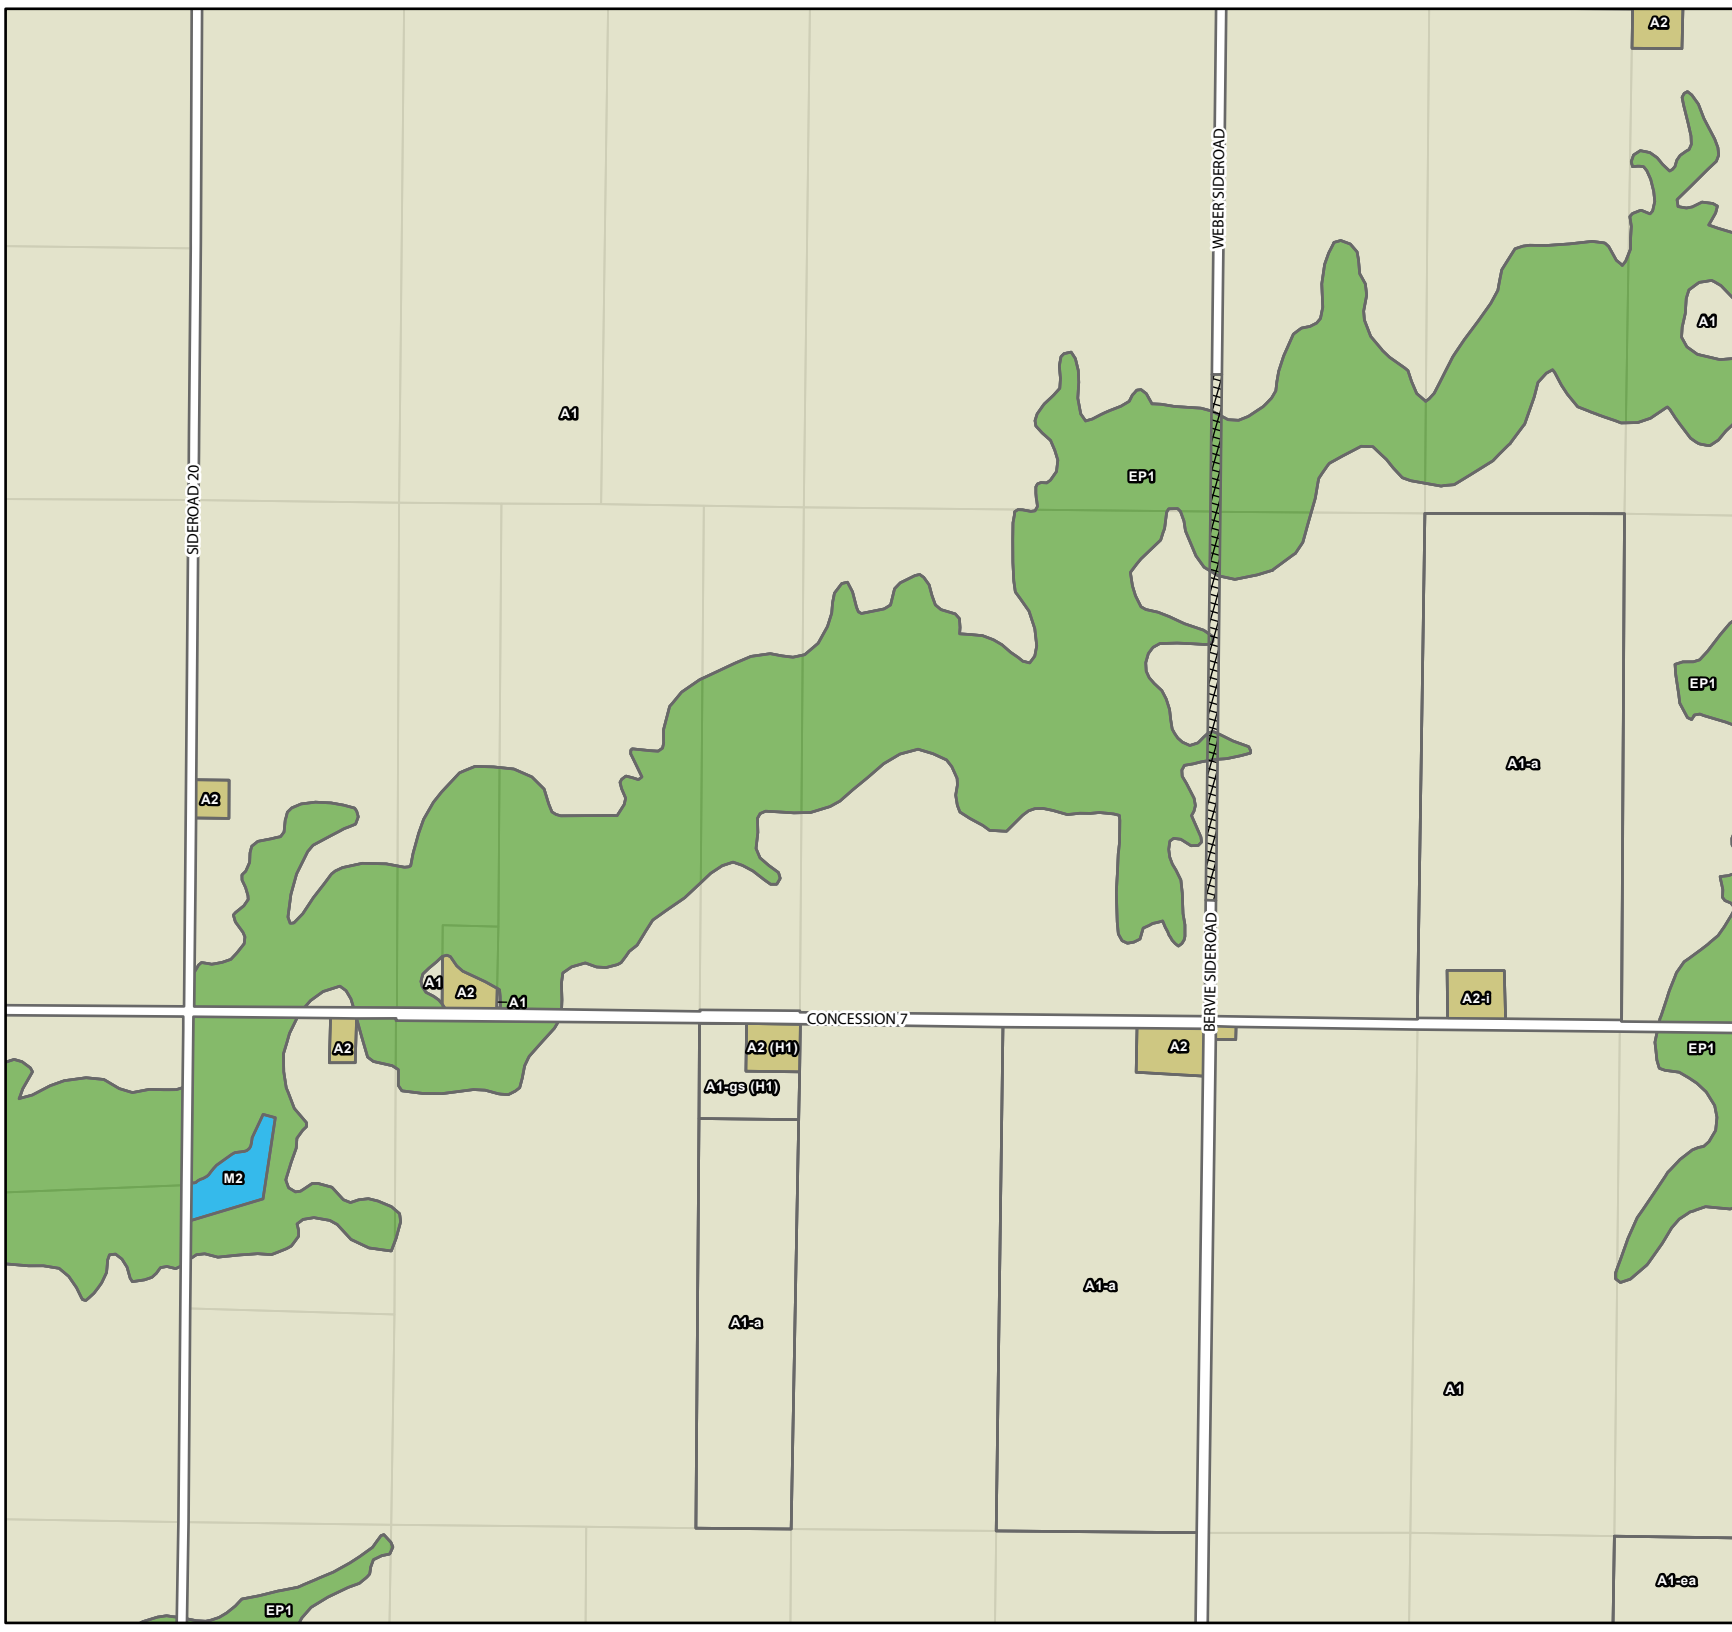 A2
WEBER SIDEROAD
A1
A1
EP1
SIDEROAD 20
EP1
A1-a
A2
A1
A2
A1
A2-i
BERVIE SIDEROAD
CONCESSION 7
A2
A2 (H1)
A2
EP1
A1-gs (H1)
M2
A1-a
A1-a
A1
A1-ea
EP1